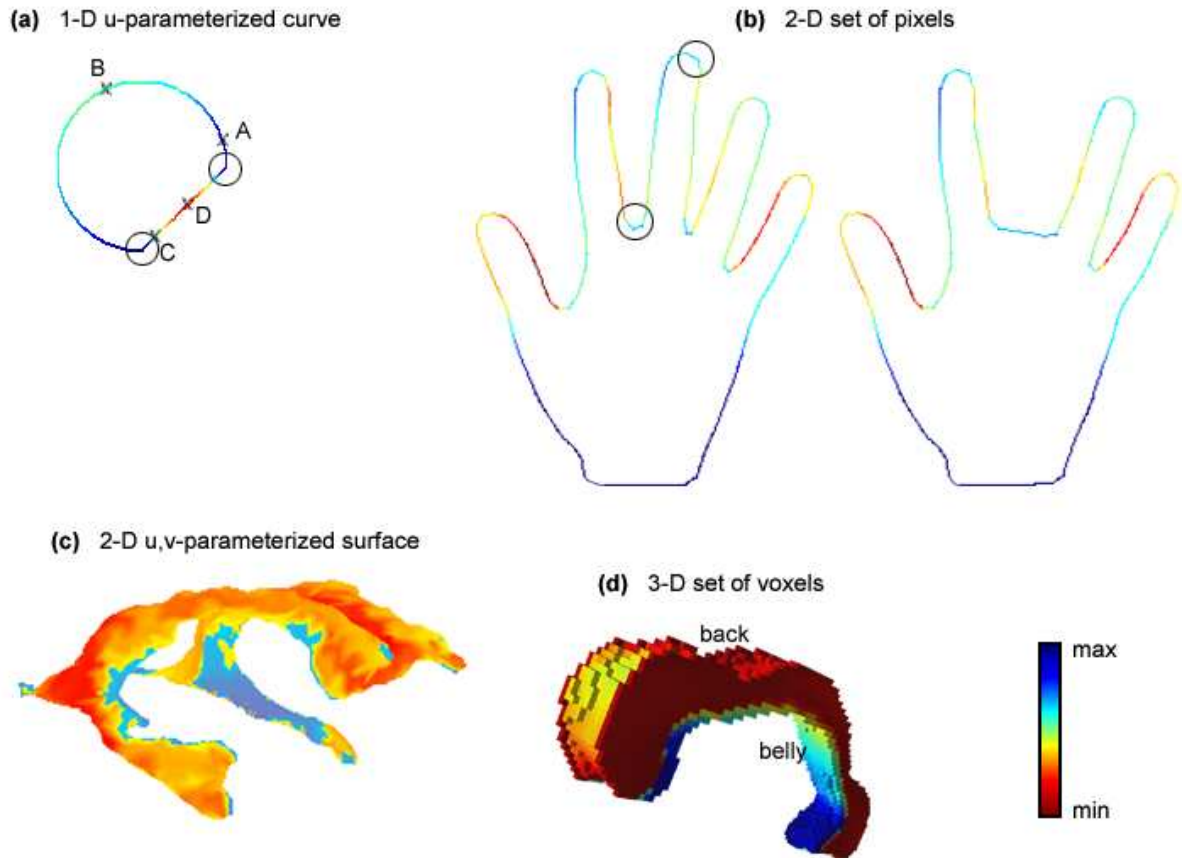 (a) 1-D u-parameterized curve
(b) 2-D set of pixels
B
A
D
C
(c) 2-D u,v-parameterized surface
(d) 3-D set of voxels
back
belly
max
min